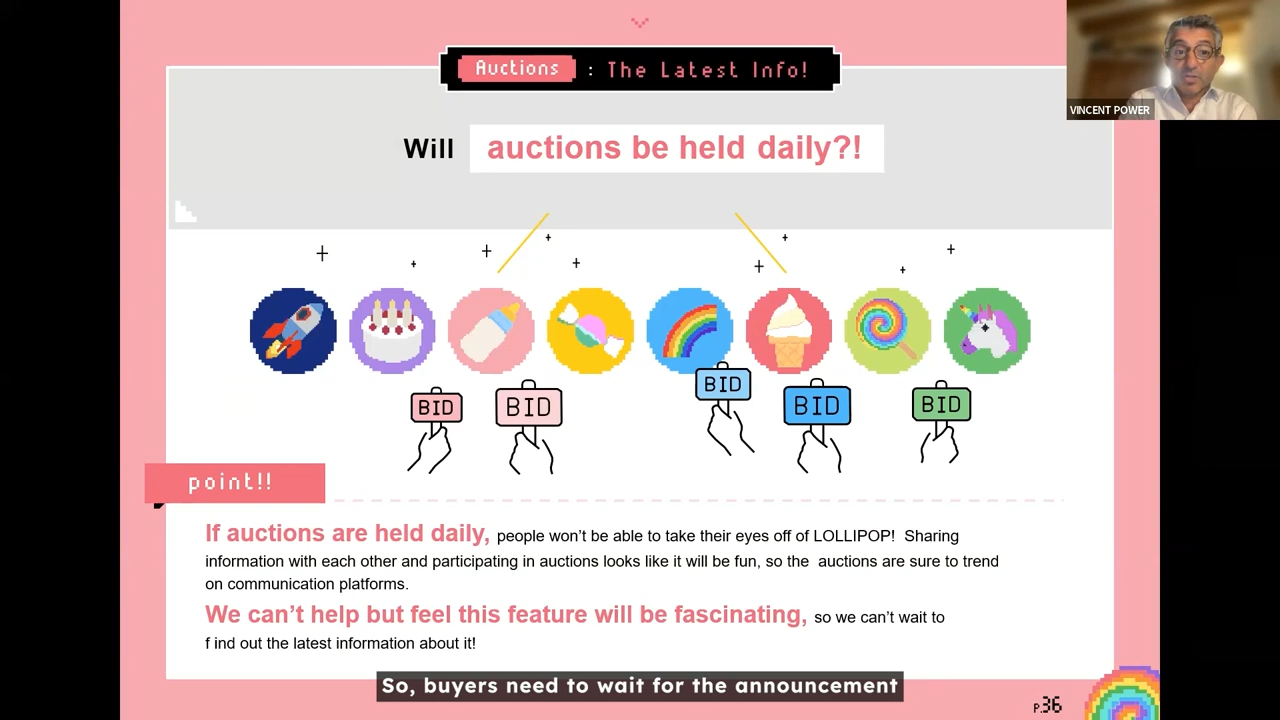 Auctions : The Latest Info!
VINCENT POWER
Will auctions be held daily?!
BID
BID
BID
BID
BID
point!!
If auctions are held daily, people won't be able to take their eyes off of LOLLIPOP! Sharing
information with each other and participating in auctions looks like it will be fun, so the auctions are sure to trend
on communication platforms.
We can't help but feel this feature will be fascinating, so we can't wait to
f ind out the latest information about it!
So, buyers need to wait for the announcement
P.36